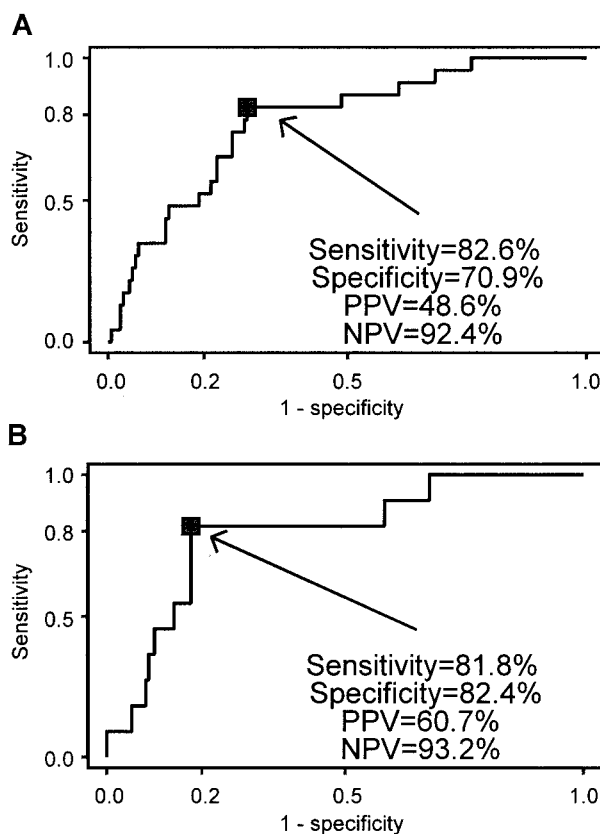 A
1.0
0.8
0.5
0.0
Sensitivity
Sensitivity=82.6%
Specificity=70.9%
PPV=48.6%
NPV=92.4%
0.0 0.2 0.5 1.0
1 - specificity
B
1.0
0.8
0.5
0.0
Sensitivity
Sensitivity=81.8%
Specificity=82.4%
PPV=60.7%
NPV=93.2%
0.0 0.2 0.5 1.0
1 - specificity